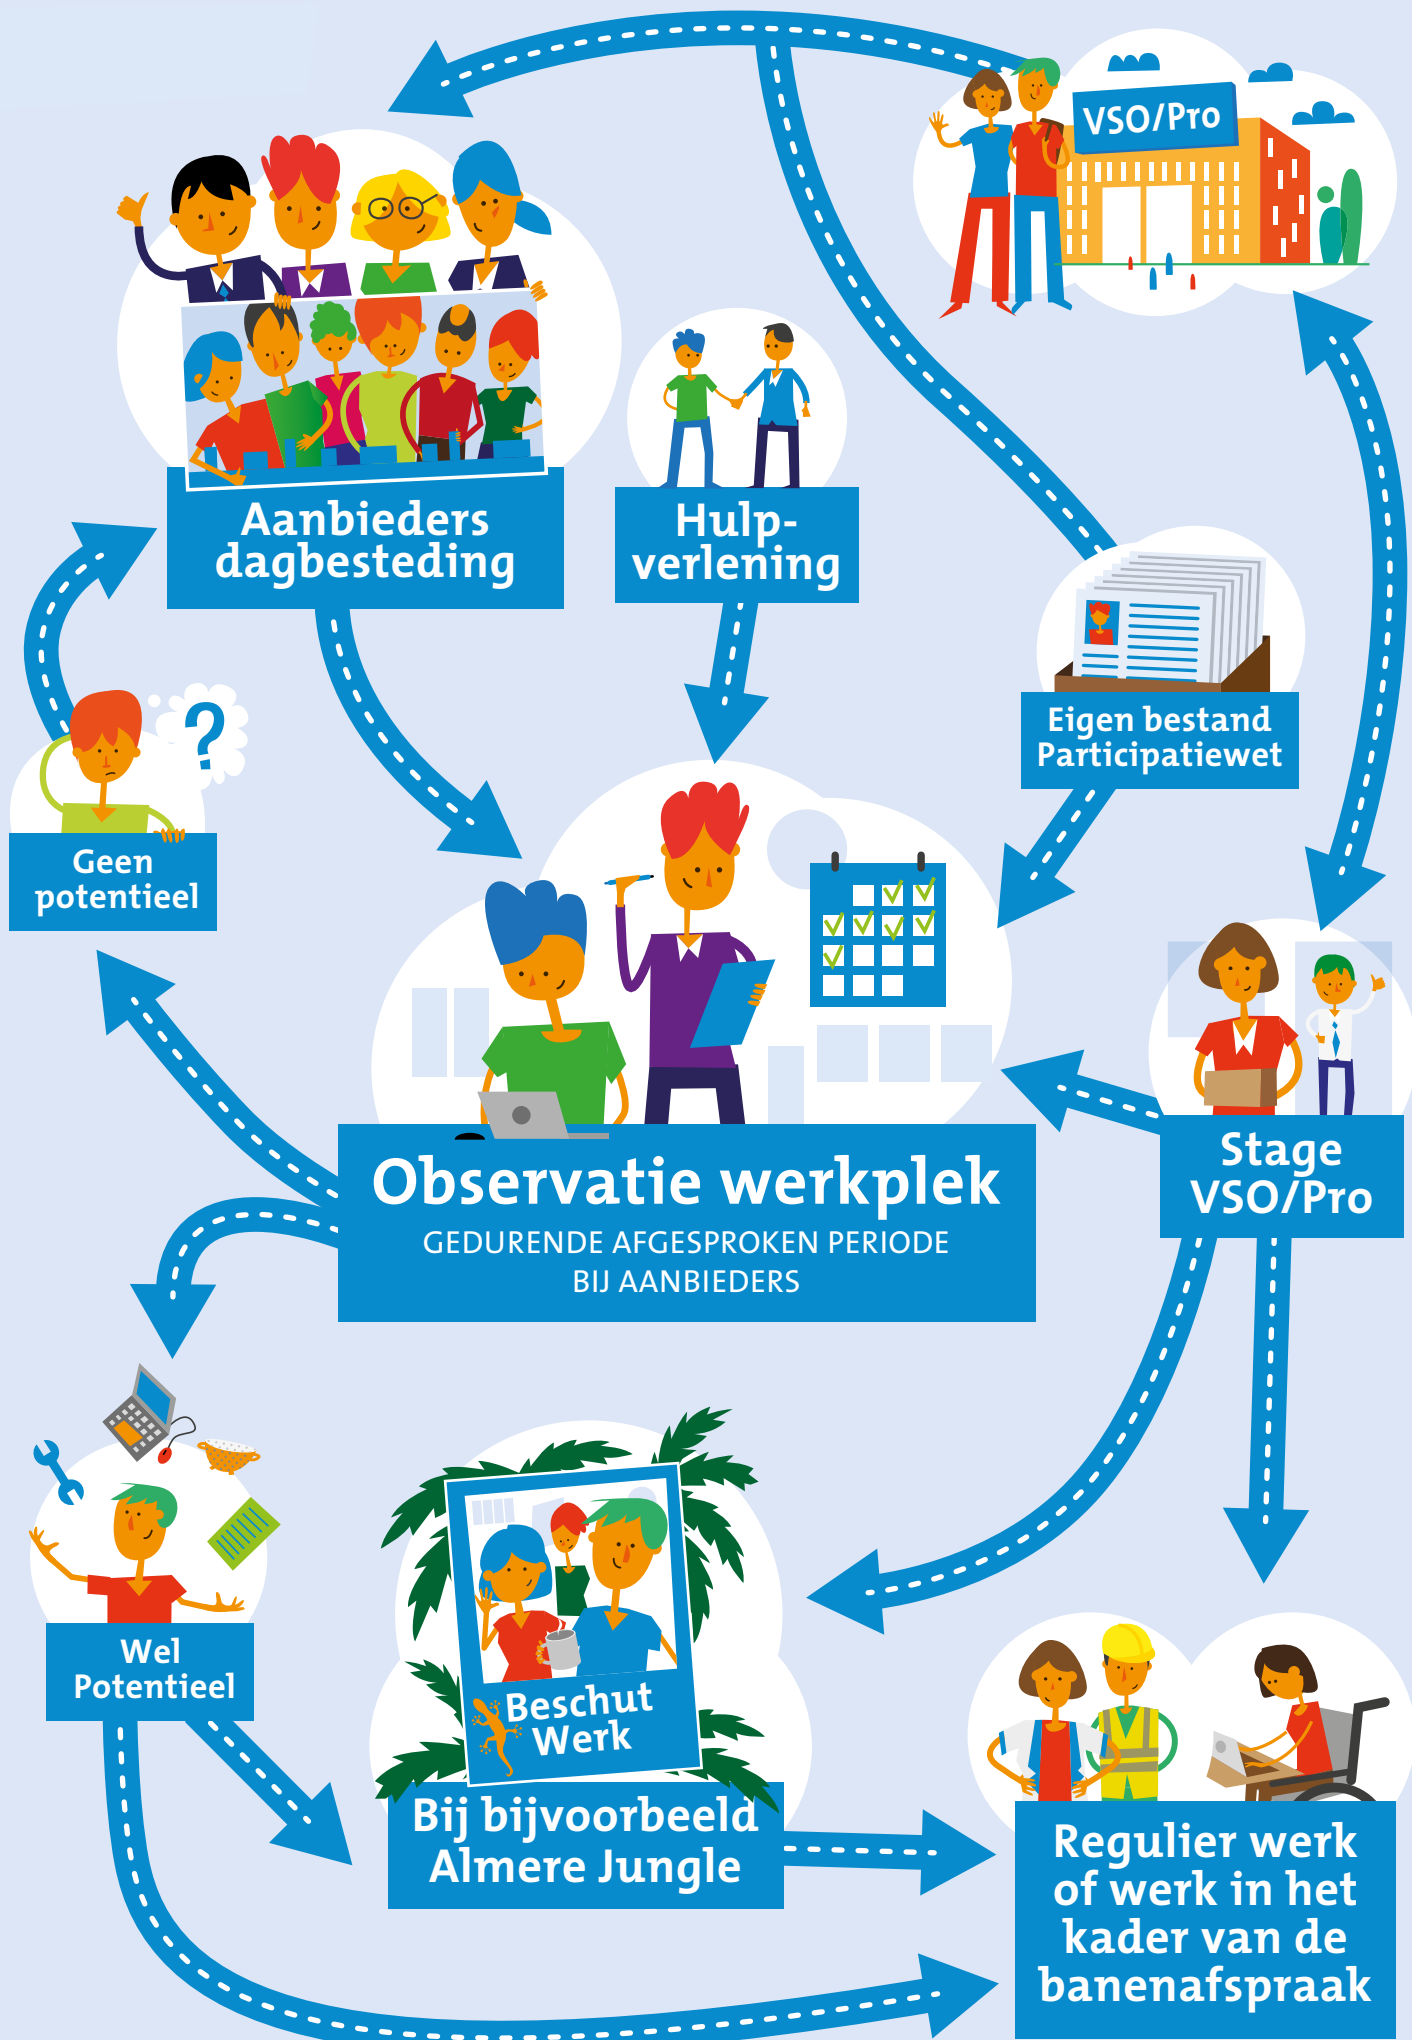 VSO/Pro
Aanbieders
dagbesteding
Hulp-
verlening
Eigen bestand
Participatiewet
?
Geen
potentieel
Observatie werkplek
GEDURENDE AFGESPROKEN PERIODE
BIJ AANBIEDERS
Stage
VSO/Pro
Wel
Potentieel
Beschut
Werk
Bij bijvoorbeeld
Almere Jungle
Regulier werk
of werk in het
kader van de
banenafspraak